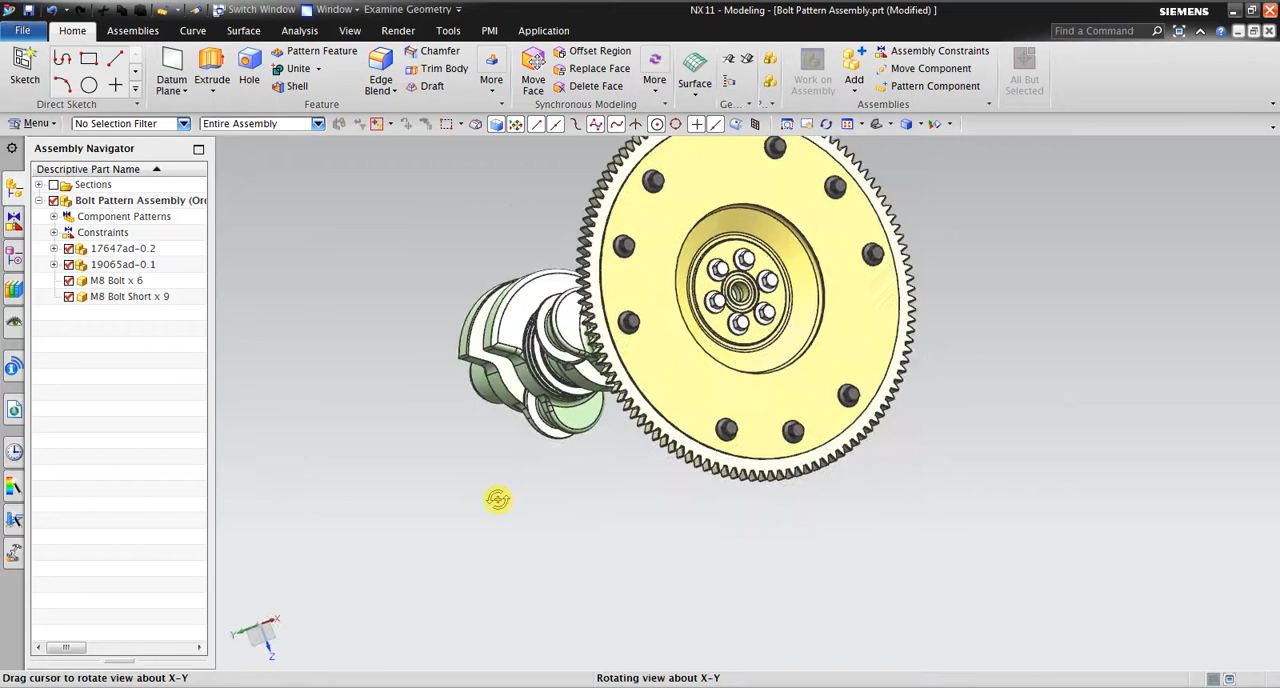 Switch Window Window Examine Geometry NX 11 - Modeling - [Bolt Pattern Assembly.prt (Modified) ] SIEMENS
File Home Assemblies Curve Surface Analysis View Render Tools PMI Application Find a Command
Sketch Datum Plane Extrude Hole Pattern Feature Unite Shell Edge Blend Chamfer Trim Body Draft More Move Face Offset Region Replace Face Delete Face More Surface Work on Assembly Add Assembly Constraints Move Component Pattern Component All But Selected
Direct Sketch Feature Synchronous Modeling Ge... Assemblies
Menu No Selection Filter Entire Assembly
Assembly Navigator
Descriptive Part Name
Sections
Bolt Pattern Assembly (Or
Component Patterns
Constraints
17647ad-0.2
19065ad-0.1
M8 Bolt x 6
M8 Bolt Short x 9
X
Y
Z
Drag cursor to rotate view about X-Y Rotating view about X-Y